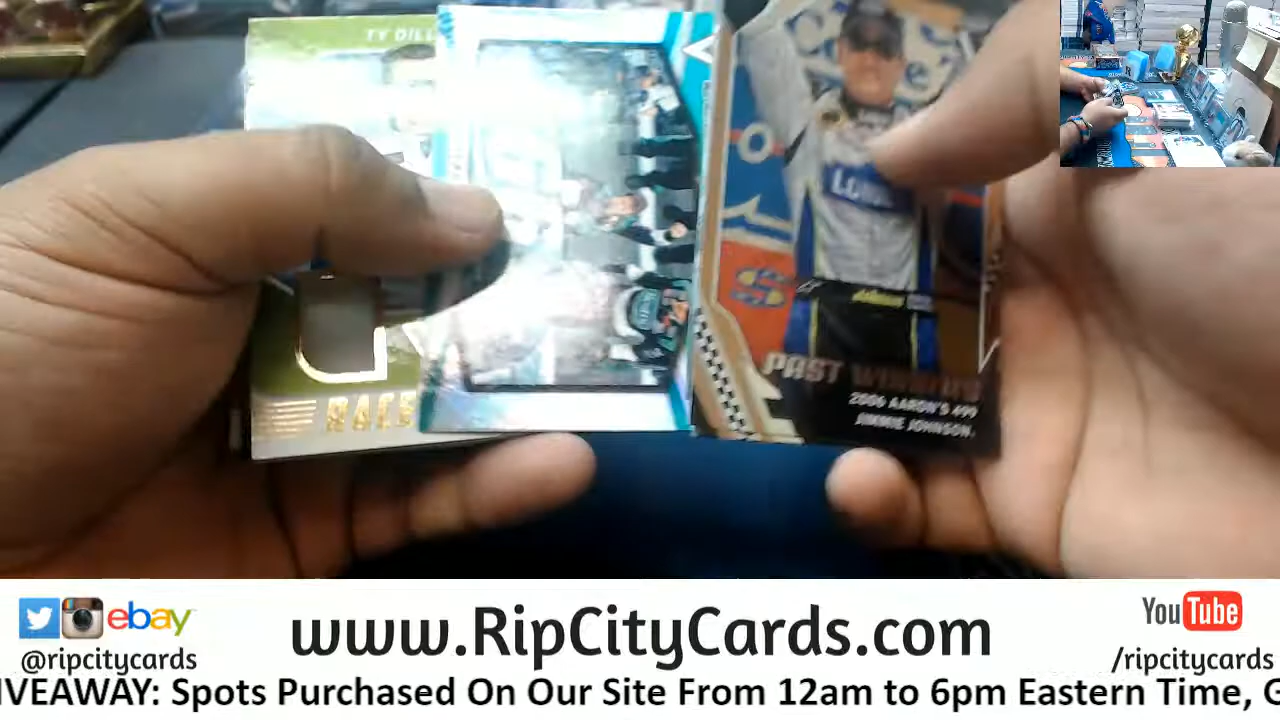 TY DILL
LOWE
RACE
PAST WINNERS
2006 AARON'S 499
JIMMIE JOHNSON
ebay
@ripcitycards
www.RipCityCards.com
YouTube
/ripcitycards
IVEAWAY: Spots Purchased On Our Site From 12am to 6pm Eastern Time, G